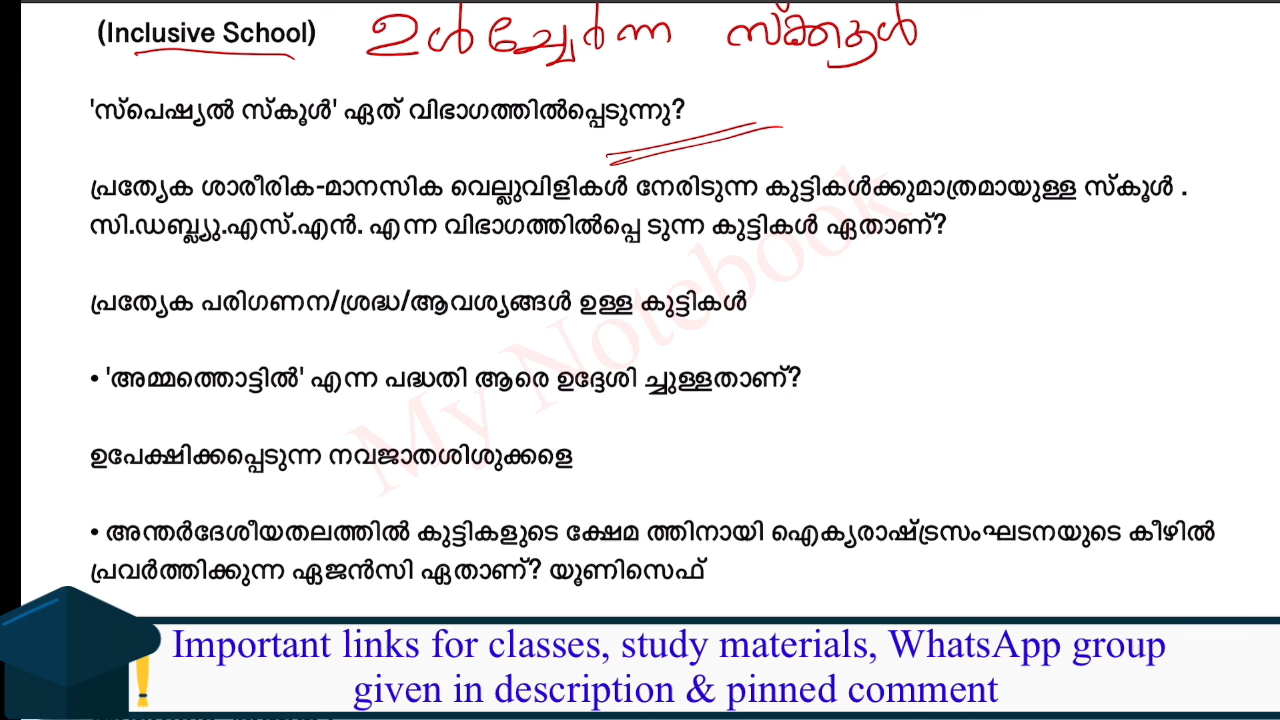 (Inclusive School) ഉൾച്ചേർന്ന സ്ക്കൂൾ
'സ്പെഷ്യൽ സ്കൂൾ' ഏത് വിഭാഗത്തിൽപ്പെടുന്നു?
പ്രത്യേക ശാരീരിക-മാനസിക വെല്ലുവിളികൾ നേരിടുന്ന കുട്ടികൾക്കുമാത്രമായുള്ള സ്കൂൾ .
സി.ഡബ്ല്യു.എസ്.എൻ. എന്ന വിഭാഗത്തിൽപ്പെ ടുന്ന കുട്ടികൾ ഏതാണ്?
പ്രത്യേക പരിഗണന/ശ്രദ്ധ/ആവശ്യങ്ങൾ ഉള്ള കുട്ടികൾ
• 'അമ്മത്തൊട്ടിൽ' എന്ന പദ്ധതി ആരെ ഉദ്ദേശി ച്ചുള്ളതാണ്?
ഉപേക്ഷിക്കപ്പെടുന്ന നവജാതശിശുക്കളെ
• അന്തർദേശീയതലത്തിൽ കുട്ടികളുടെ ക്ഷേമ ത്തിനായി ഐക്യരാഷ്ട്രസംഘടനയുടെ കീഴിൽ
പ്രവർത്തിക്കുന്ന ഏജൻസി ഏതാണ്? യൂണിസെഫ്
My Notebook
Important links for classes, study materials, WhatsApp group
given in description & pinned comment